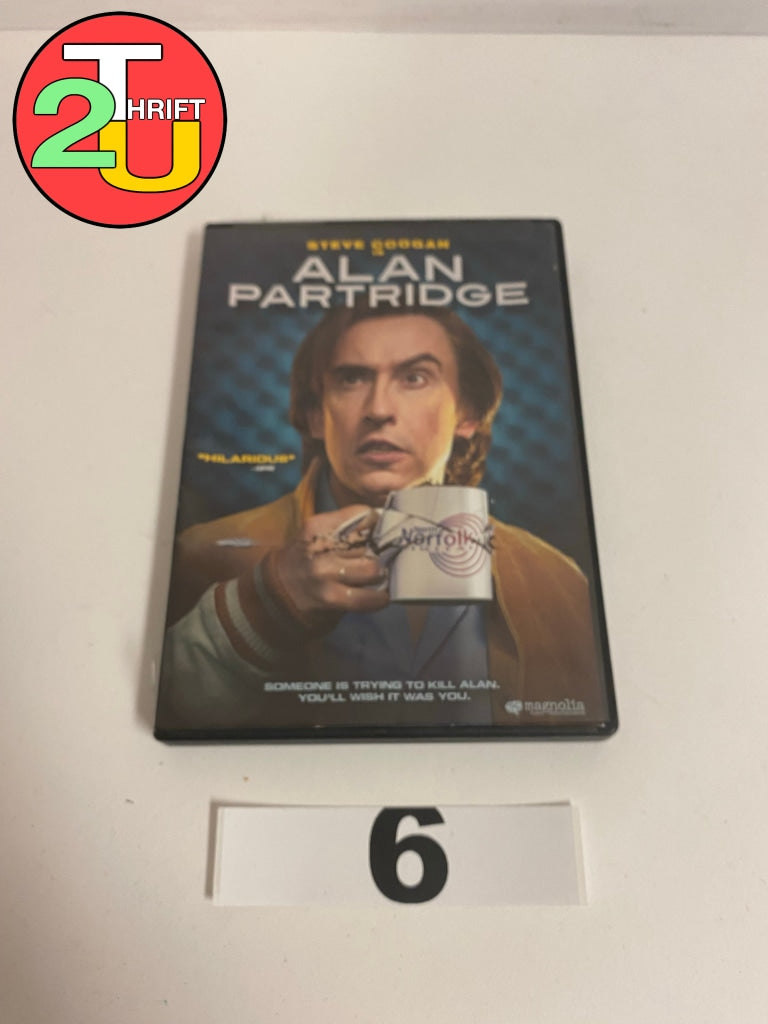 2
THRIFT
U
STEVE COOGAN
IS
ALAN
PARTRIDGE
"HILARIOUS"
Norfolk
SOMEONE IS TRYING TO KILL ALAN.
YOU'LL WISH IT WAS YOU.
magnolia
6